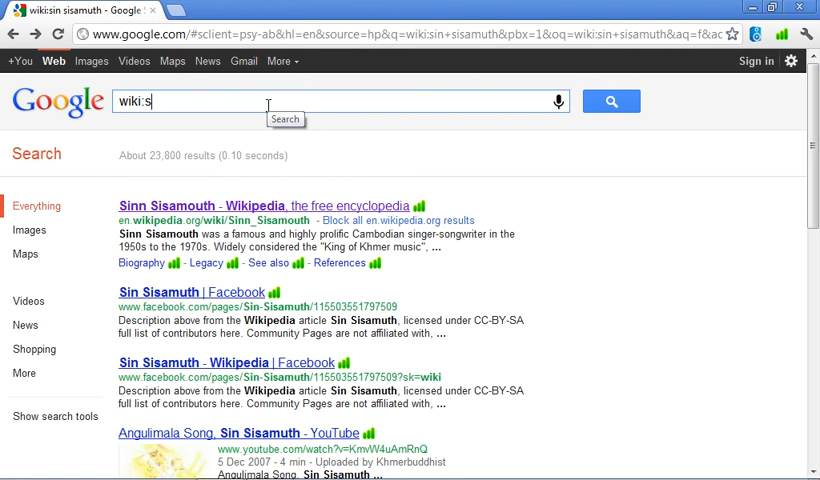 wiki:sin sisamuth - Google S
www.google.com/#sclient=psy-ab&hl=en&source=hp&q=wiki:sin+sisamuth&pbx=1&oq=wiki:sin+sisamuth&aq=f&ac
+You Web Images Videos Maps News Gmail More Sign in
Google wiki:s
Search
Search About 23,800 results (0.10 seconds)
Everything
Images
Maps
Videos
News
Shopping
More
Show search tools
Sinn Sisamouth - Wikipedia, the free encyclopedia
en.wikipedia.org/wiki/Sinn_Sisamouth - Block all en.wikipedia.org results
Sinn Sisamouth was a famous and highly prolific Cambodian singer-songwriter in the
1950s to the 1970s. Widely considered the "King of Khmer music", ...
Biography - Legacy - See also - References
Sin Sisamuth | Facebook
www.facebook.com/pages/Sin-Sisamuth/115503551797509
Description above from the Wikipedia article Sin Sisamuth, licensed under CC-BY-SA
full list of contributors here. Community Pages are not affiliated with, ...
Sin Sisamuth - Wikipedia | Facebook
www.facebook.com/pages/Sin-Sisamuth/115503551797509?sk=wiki
Description above from the Wikipedia article Sin Sisamuth, licensed under CC-BY-SA
full list of contributors here. Community Pages are not affiliated with, ...
Angulimala Song, Sin Sisamuth - YouTube
www.youtube.com/watch?v=KmvW4uAmRnQ
5 Dec 2007 - 4 min - Uploaded by Khmerbuddhist
Angulimala Song. Sin Sisamuth ...